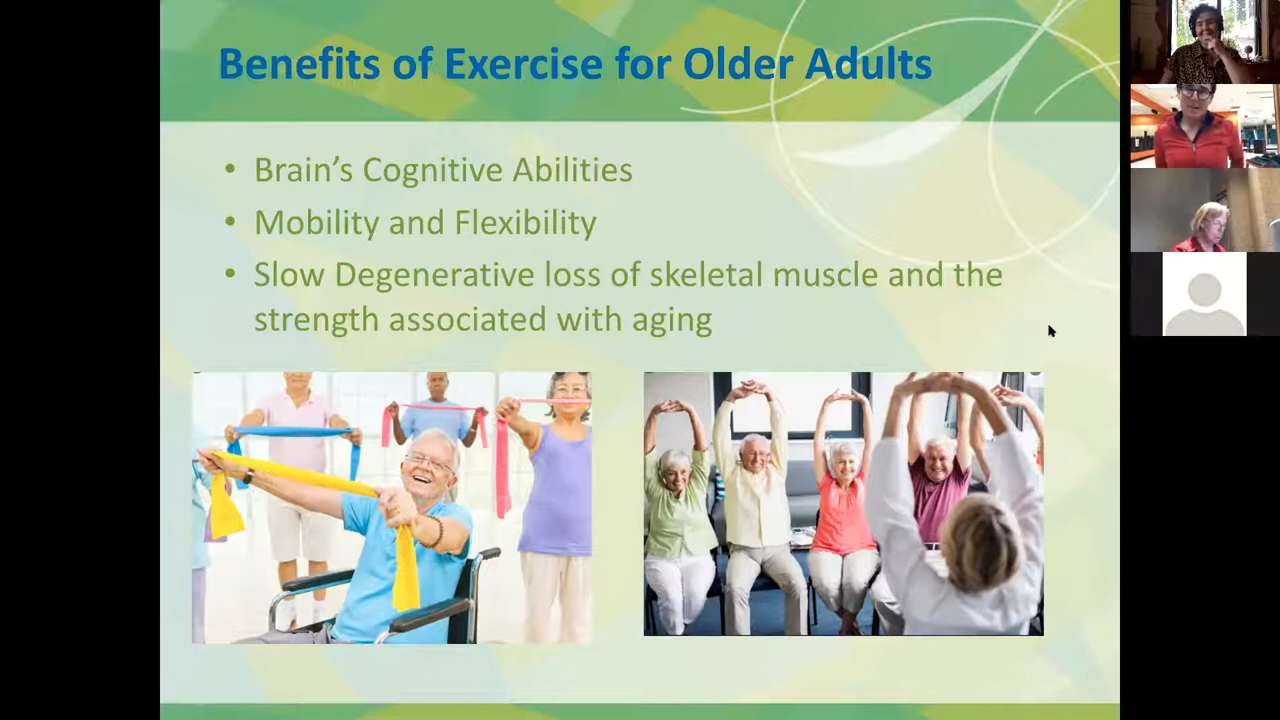 Benefits of Exercise for Older Adults
• Brain’s Cognitive Abilities
• Mobility and Flexibility
• Slow Degenerative loss of skeletal muscle and the
strength associated with aging